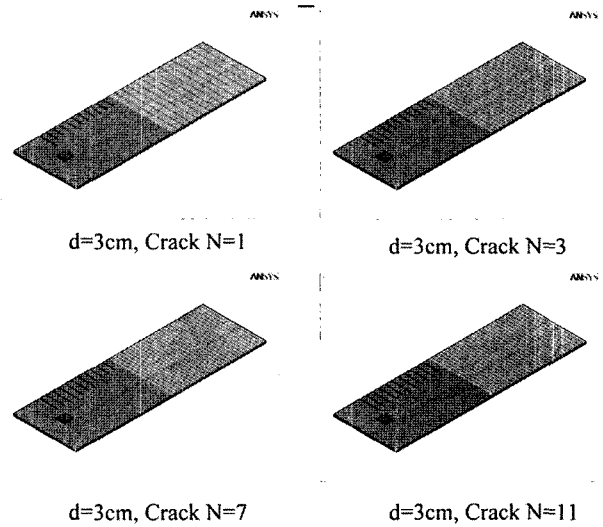 ANSYS
ANSYS
d=3cm, Crack N=1
d=3cm, Crack N=3
ANSYS
ANSYS
d=3cm, Crack N=7
d=3cm, Crack N=11